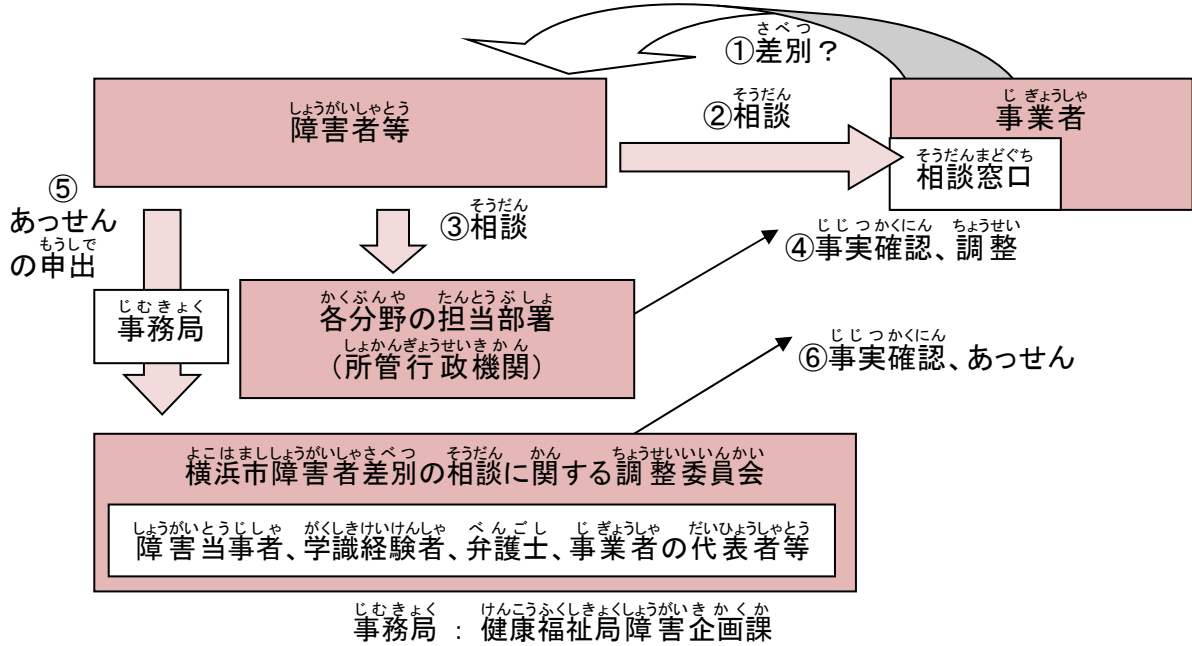 さべつ
①差別？
しょうがいしゃとう
障害者等
そうだん
②相談
じぎょうしゃ
事業者
そうだんまどぐち
相談窓口
⑤
あっせん
もうしで
の申出
そうだん
③相談
じじつかくにん、ちょうせい
④事実確認、調整
じむきょく
事務局
かくぶんや たんとうぶしょ
各分野の担当部署
しょかんぎょうせいきかん
（所管行政機関）
じじつかくにん
⑥事実確認、あっせん
よこはまししょうがいしゃさべつ そうだん かん ちょうせいいいんかい
横浜市障害者差別の相談に関する調整委員会
しょうがいとうじしゃ がくしきけいけんしゃ べんごし じぎょうしゃ だいひょうしゃとう
障害当事者、学識経験者、弁護士、事業者の代表者等
じむきょく けんこうふくしきょくしょうがいきかくか
事務局 ： 健康福祉局障害企画課